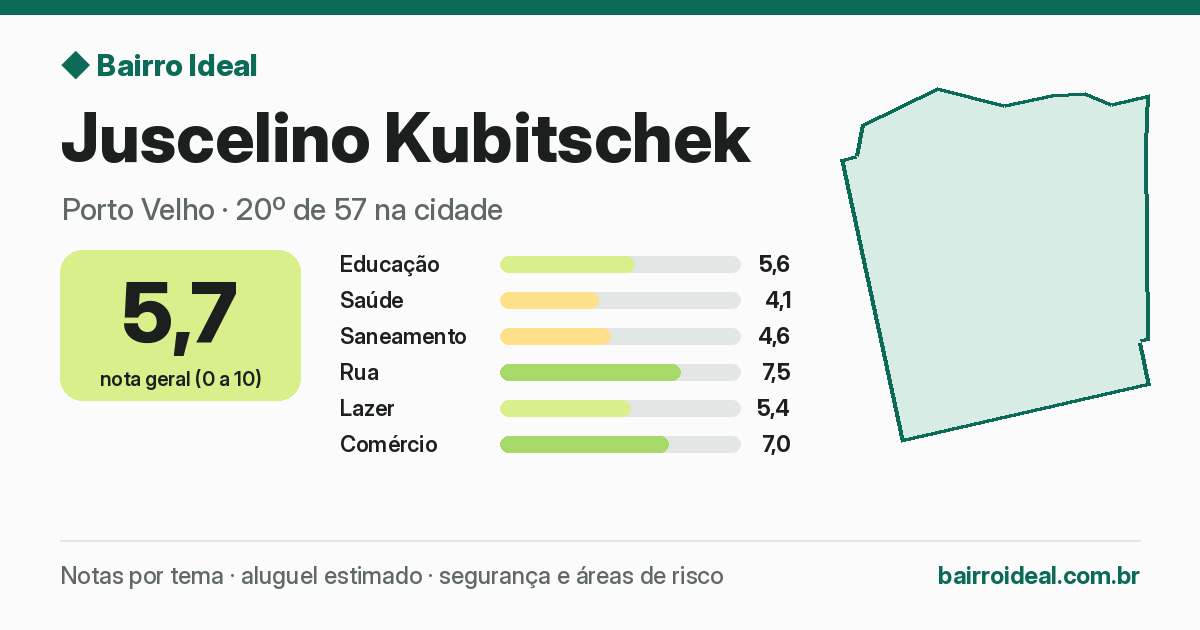 Bairro Ideal
Juscelino Kubitschek
Porto Velho · 20º de 57 na cidade
5,7
nota geral (0 a 10)
Educação 5,6
Saúde 4,1
Saneamento 4,6
Rua 7,5
Lazer 5,4
Comércio 7,0
Notas por tema · aluguel estimado · segurança e áreas de risco
bairroideal.com.br